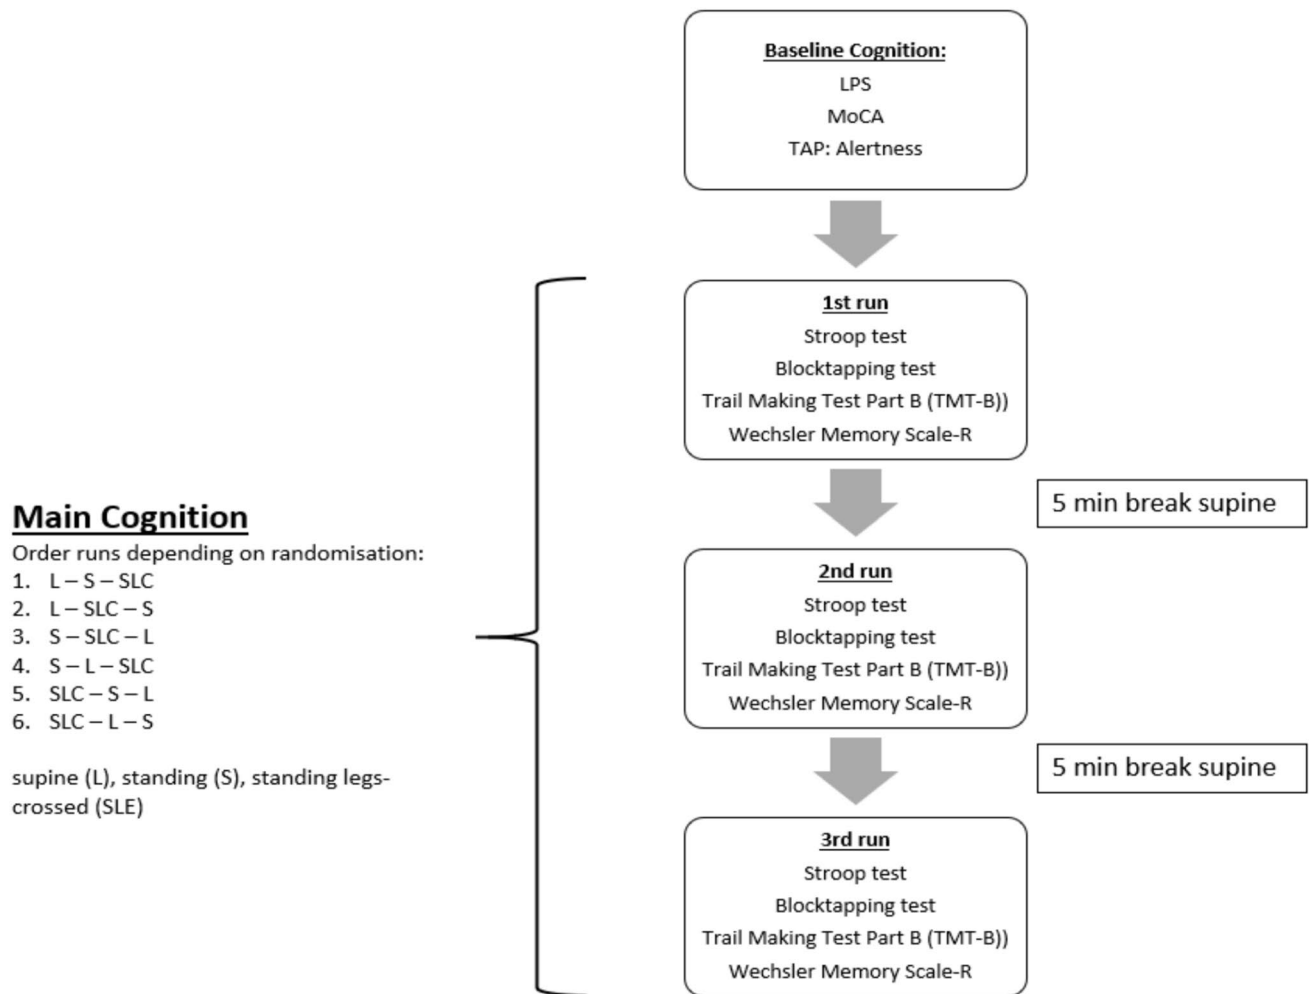 Baseline Cognition:
LPS
MoCA
TAP: Alertness
1st run
Stroop test
Blocktapping test
Trail Making Test Part B (TMT-B))
Wechsler Memory Scale-R
5 min break supine
Main Cognition
Order runs depending on randomisation:
1. L – S – SLC
2. L – SLC – S
3. S – SLC – L
4. S – L – SLC
5. SLC – S – L
6. SLC – L – S
supine (L), standing (S), standing legs-
crossed (SLE)
2nd run
Stroop test
Blocktapping test
Trail Making Test Part B (TMT-B))
Wechsler Memory Scale-R
5 min break supine
3rd run
Stroop test
Blocktapping test
Trail Making Test Part B (TMT-B))
Wechsler Memory Scale-R